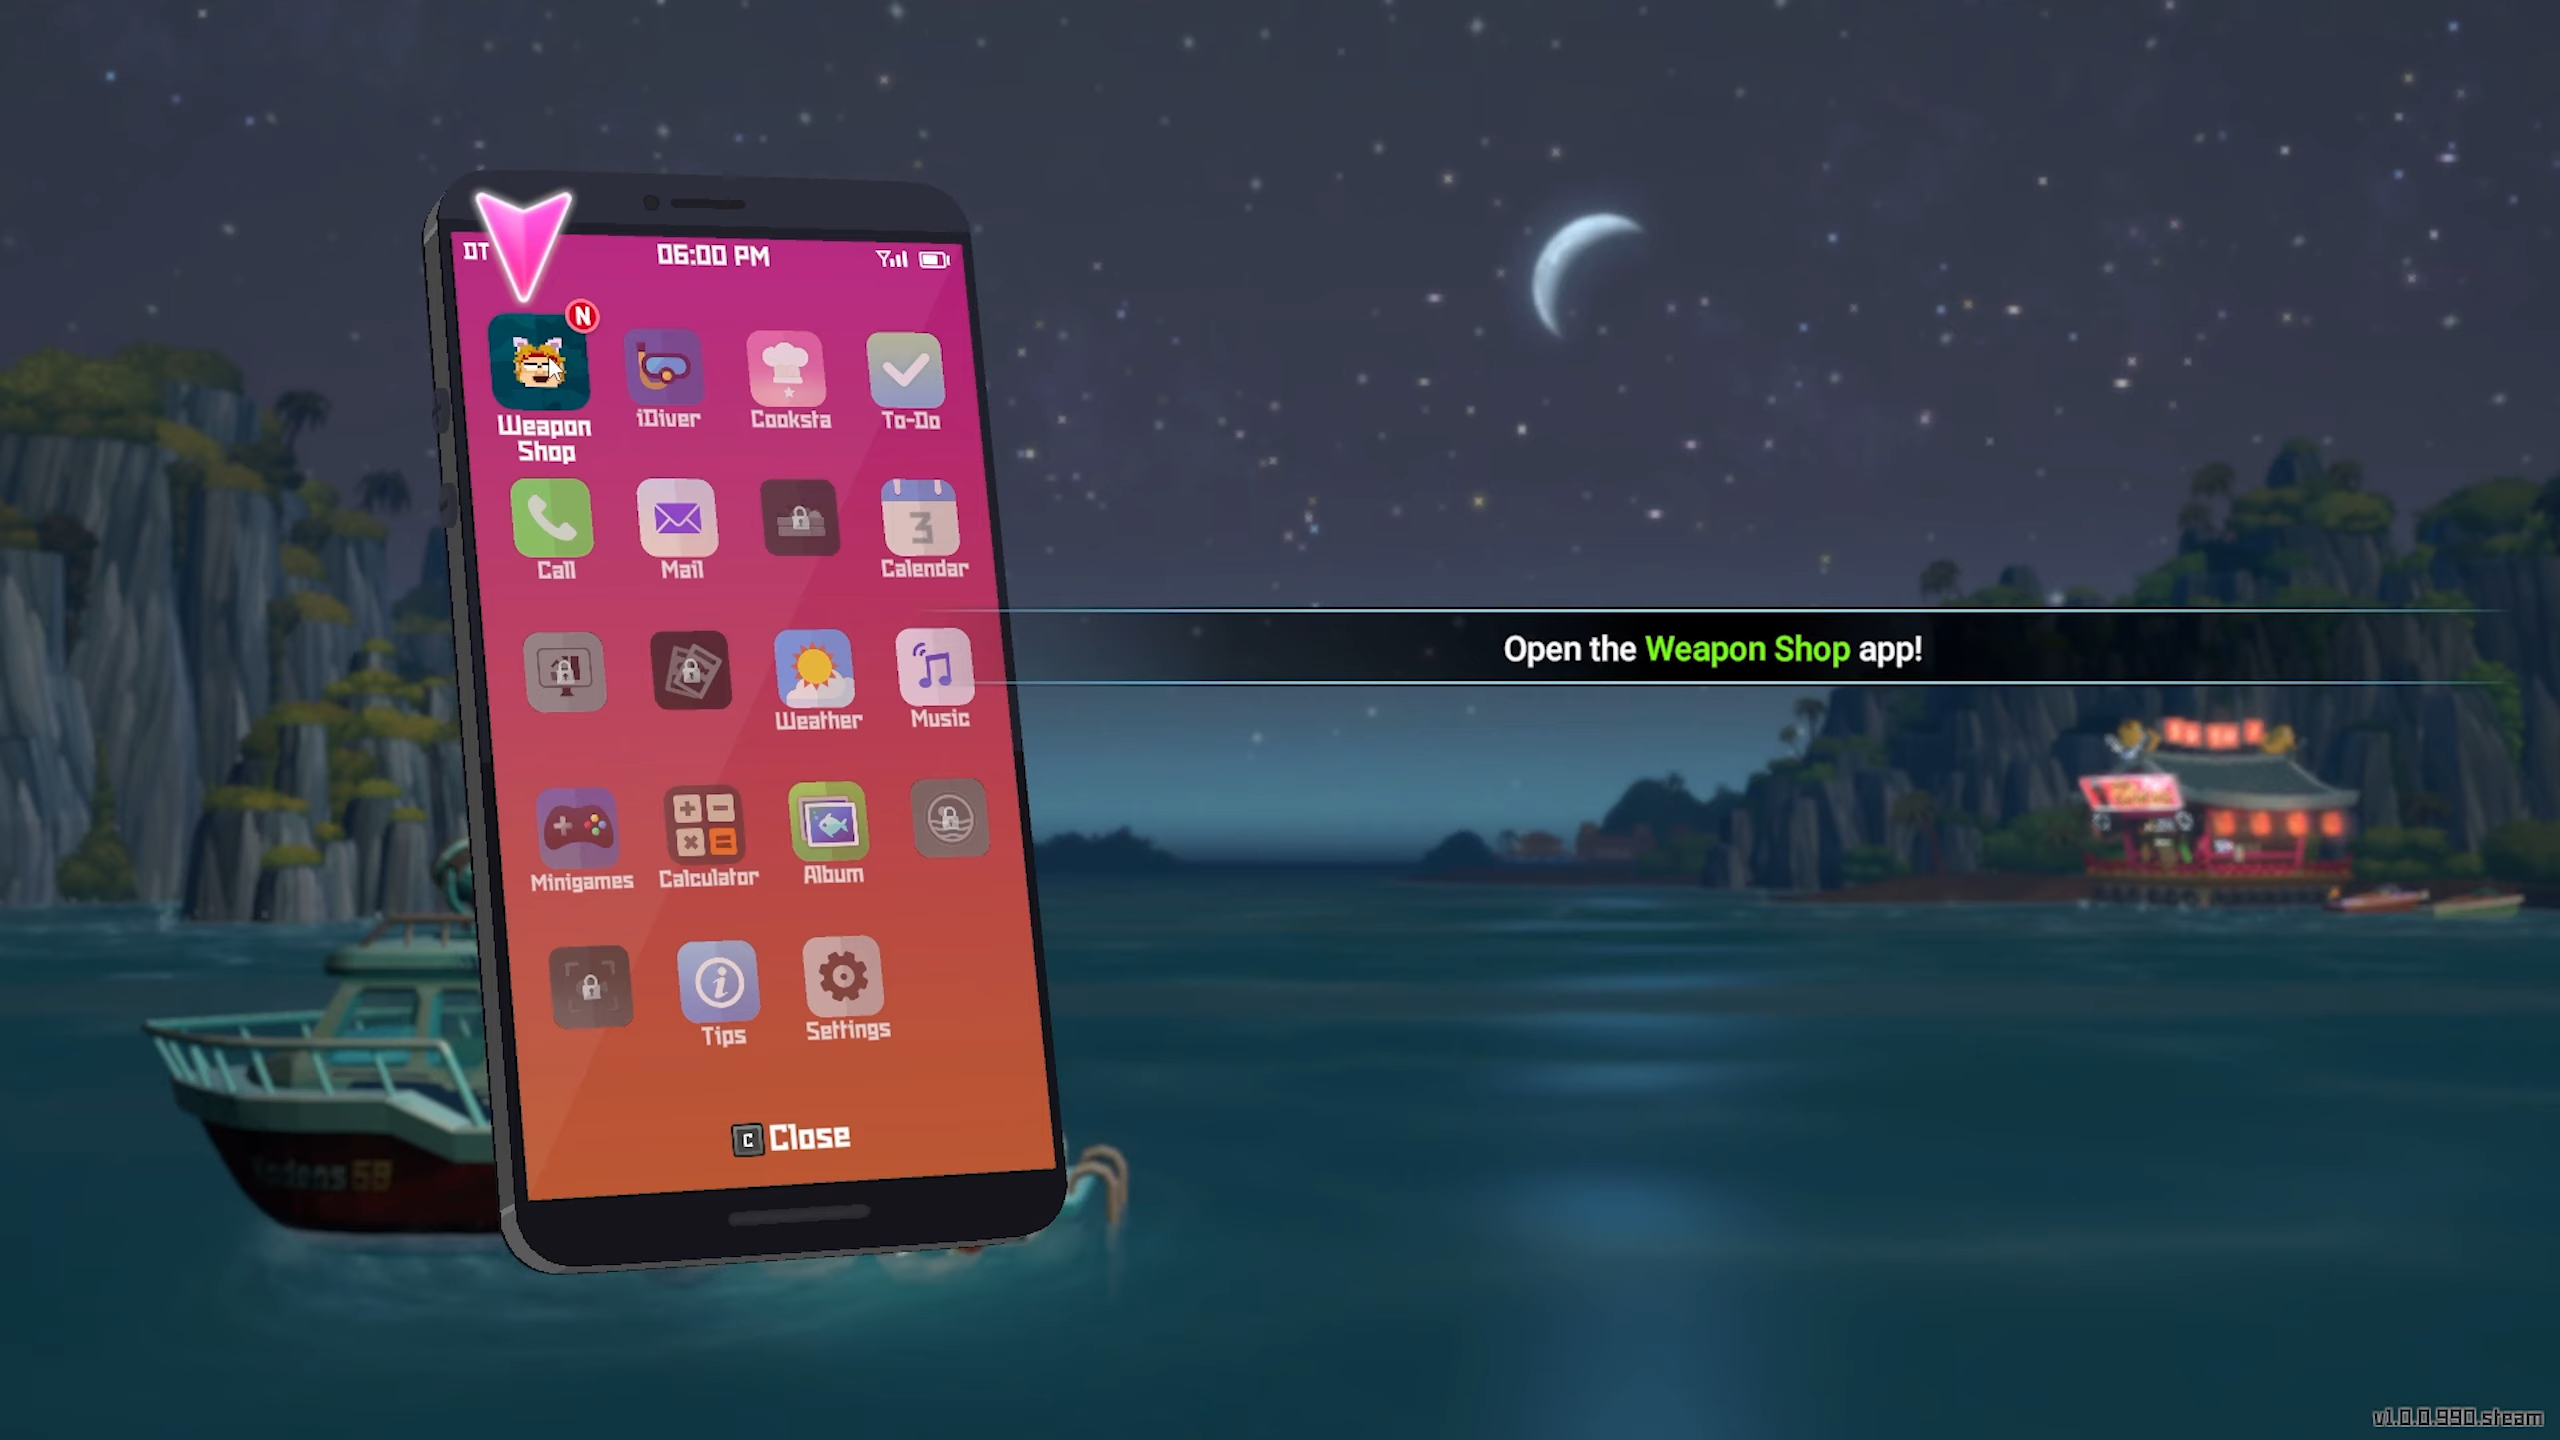 DT
06:00 PM
N
Weapon
Shop
iDiver
Cooksta
To-Do
Call
Mail
3
Calendar
Open the Weapon Shop app!
Weather
Music
Minigames
Calculator
Album
Tips
Settings
C Close
v1.0.0.990.steam